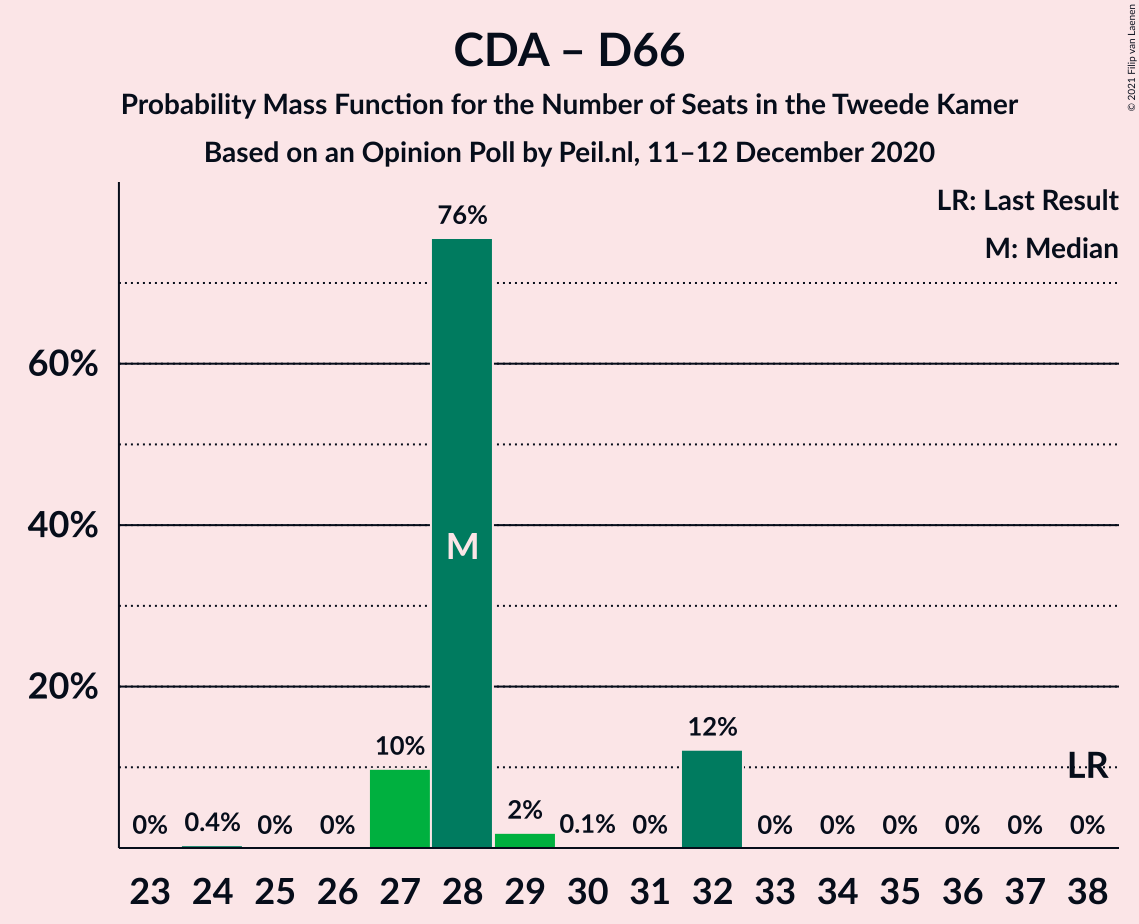 CDA – D66
Probability Mass Function for the Number of Seats in the Tweede Kamer
Based on an Opinion Poll by Peil.nl, 11–12 December 2020
© 2021 Filip van Laenen
LR: Last Result
M: Median
76%
60%
40%
M
20%
12%
10%
LR
2%
0% 0.4% 0% 0% 0.1% 0% 0% 0% 0% 0% 0% 0%
23 24 25 26 27 28 29 30 31 32 33 34 35 36 37 38